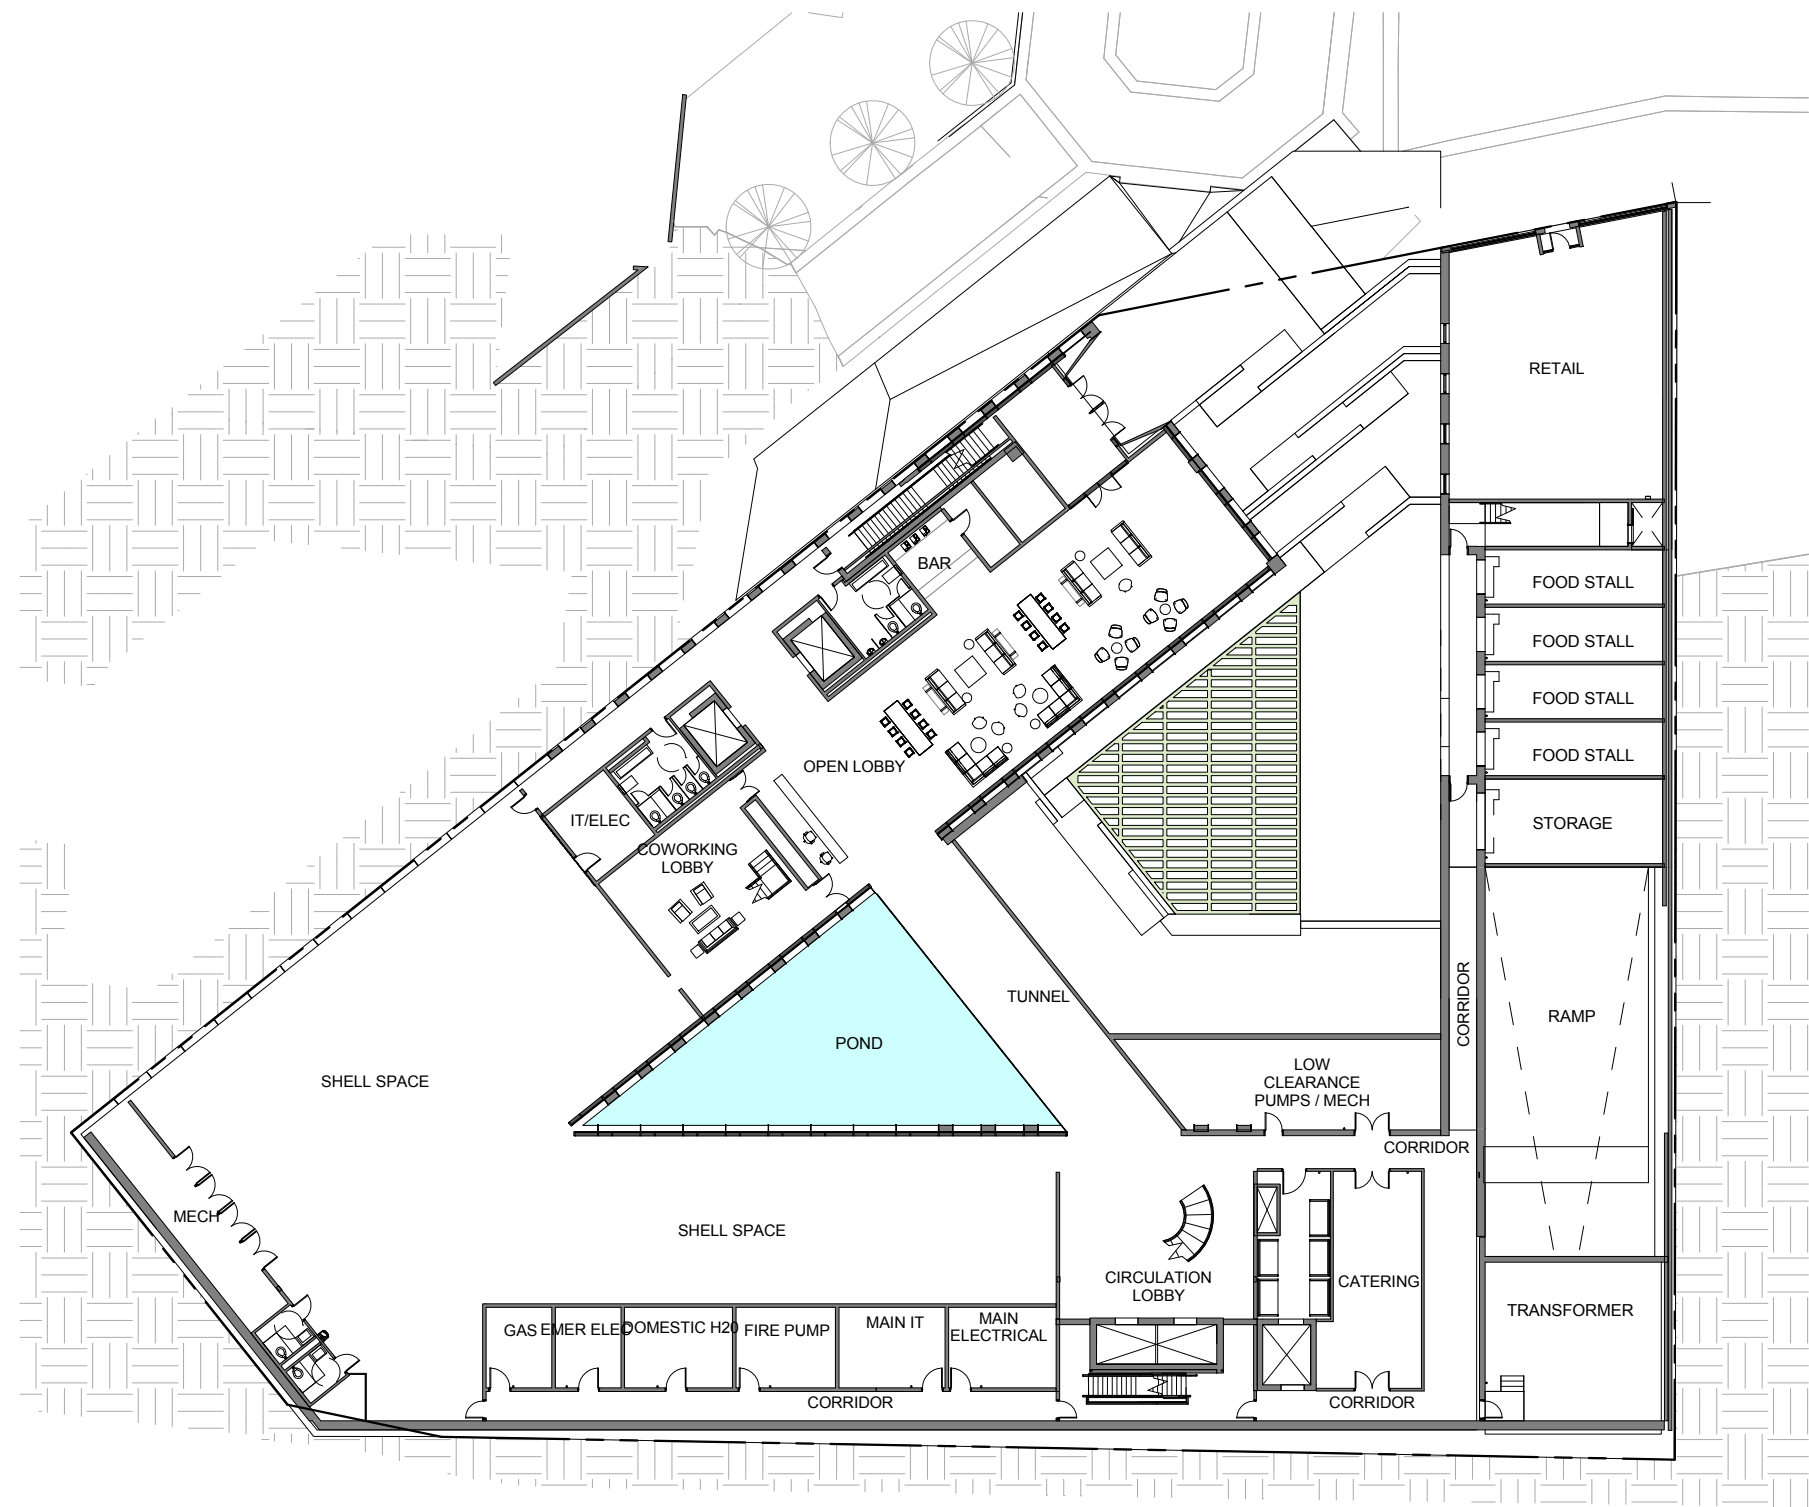 RETAIL
BAR
FOOD STALL
FOOD STALL
FOOD STALL
FOOD STALL
OPEN LOBBY
IT/ELEC
STORAGE
COWORKING
LOBBY
TUNNEL
CORRIDOR
RAMP
POND
SHELL SPACE
LOW
CLEARANCE
PUMPS / MECH
CORRIDOR
MECH
SHELL SPACE
CIRCULATION
LOBBY
CATERING
TRANSFORMER
GAS
EMER ELEC
DOMESTIC H20
FIRE PUMP
MAIN IT
MAIN
ELECTRICAL
CORRIDOR
CORRIDOR